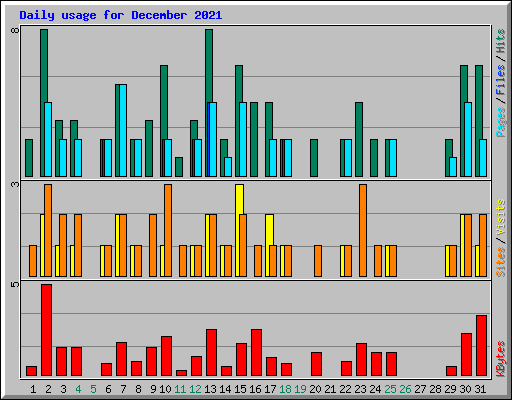 Daily usage for December 2021
8
Pages / Files / Hits
3
Sites / Visits
5
KBytes
1 2 3 4 5 6 7 8 9 10 11 12 13 14 15 16 17 18 19 20 21 22 23 24 25 26 27 28 29 30 31